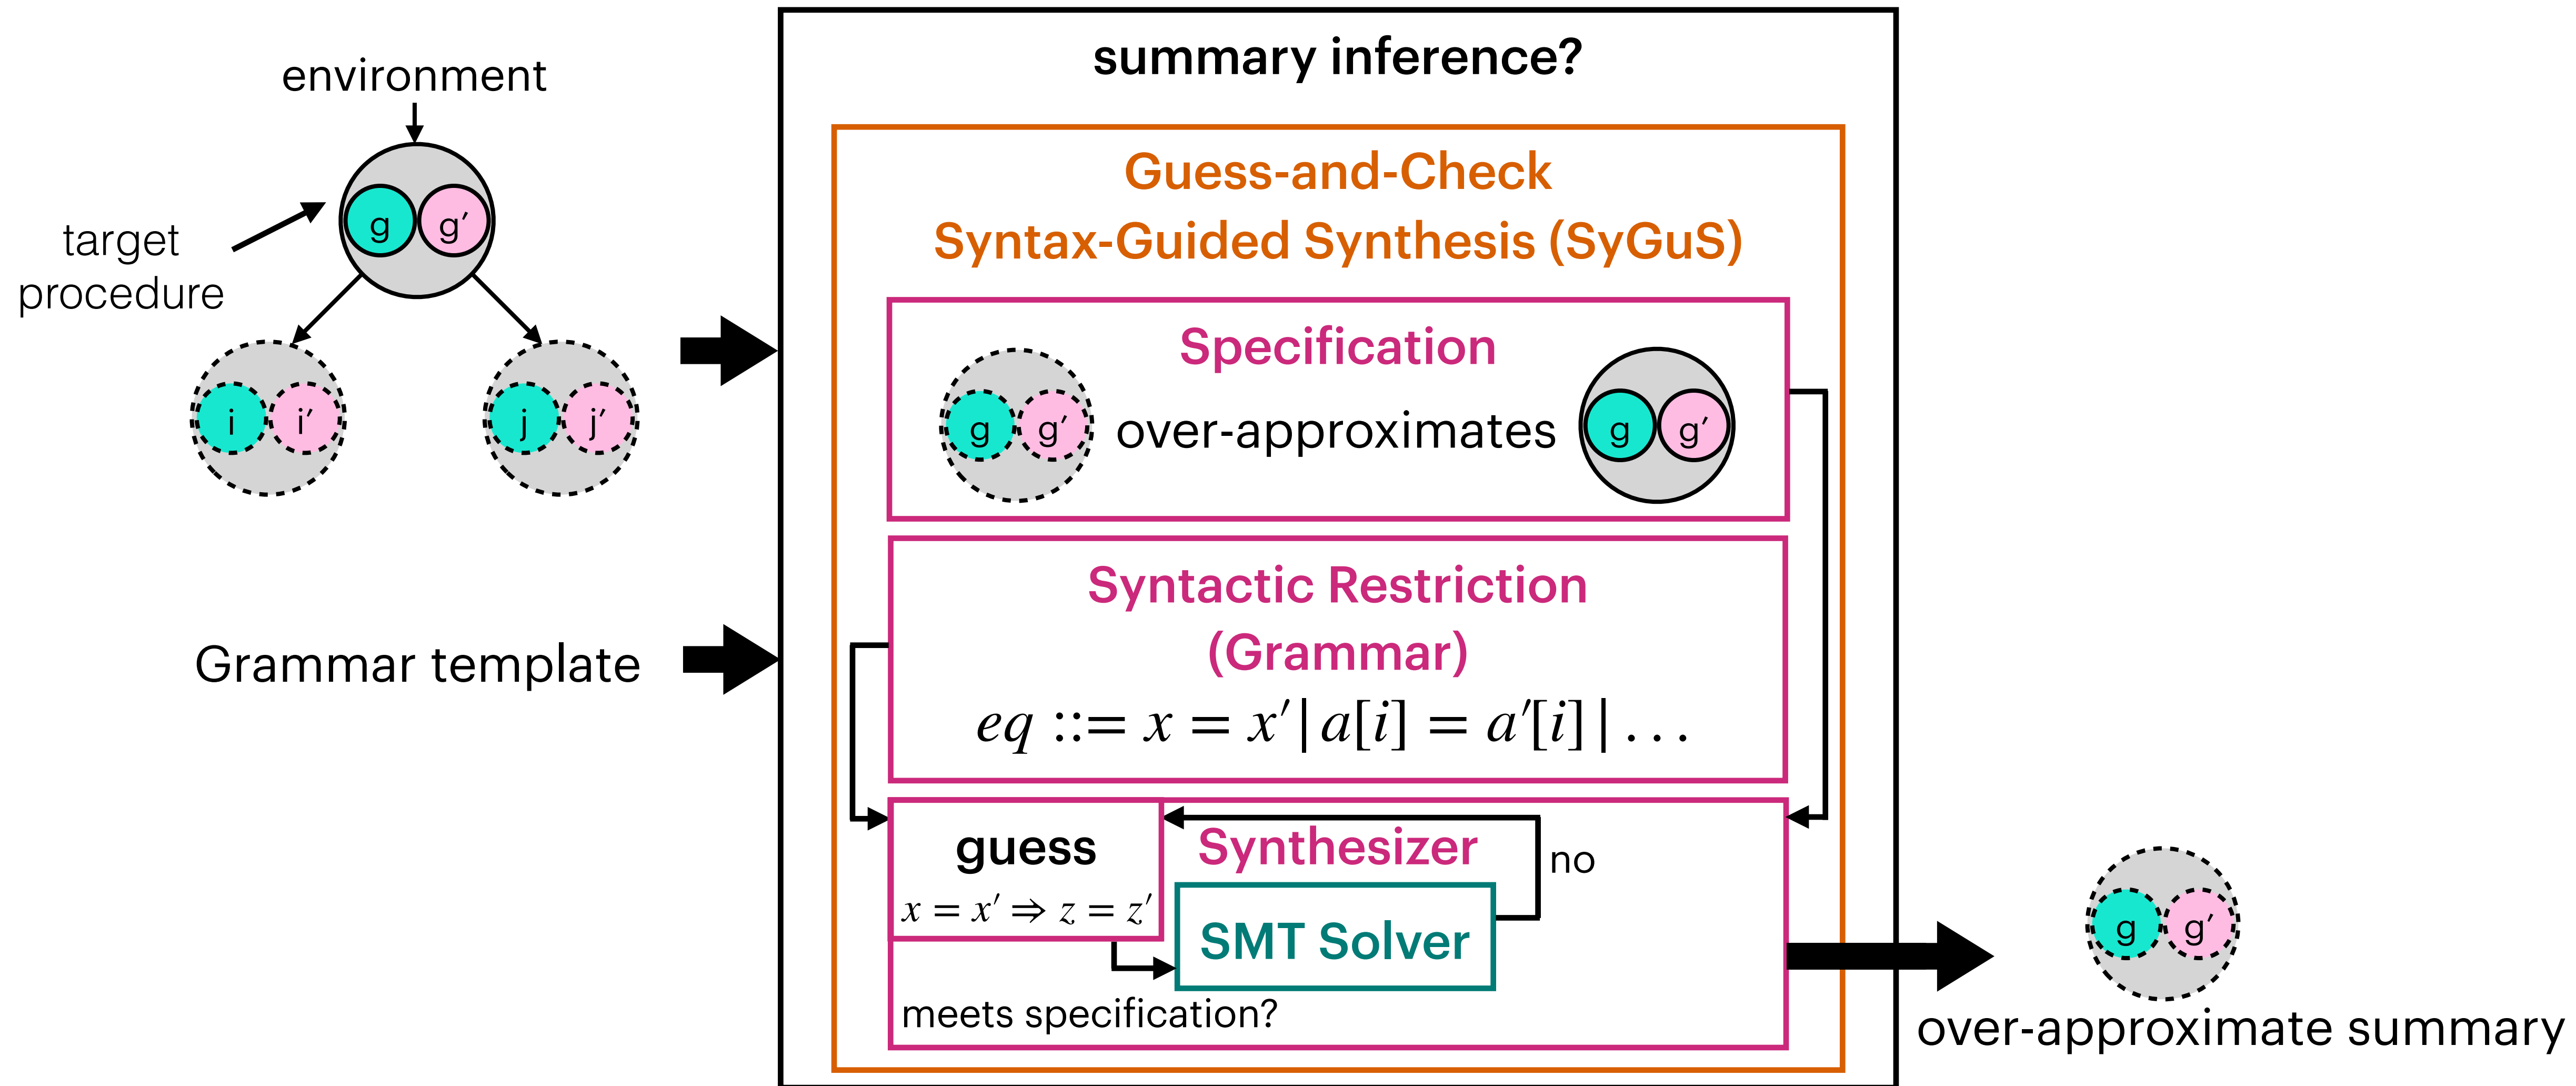 environment
g g′
target
procedure
i i′
j j′
Grammar template
summary inference?
Guess-and-Check
Syntax-Guided Synthesis (SyGuS)
Specification
g g′ over-approximates g g′
Syntactic Restriction
(Grammar)
eq ::= x = x′ | a[i] = a′[i] | . . .
guess
x = x′ ⇒ z = z′
Synthesizer
no
SMT Solver
meets specification?
g g′
over-approximate summary